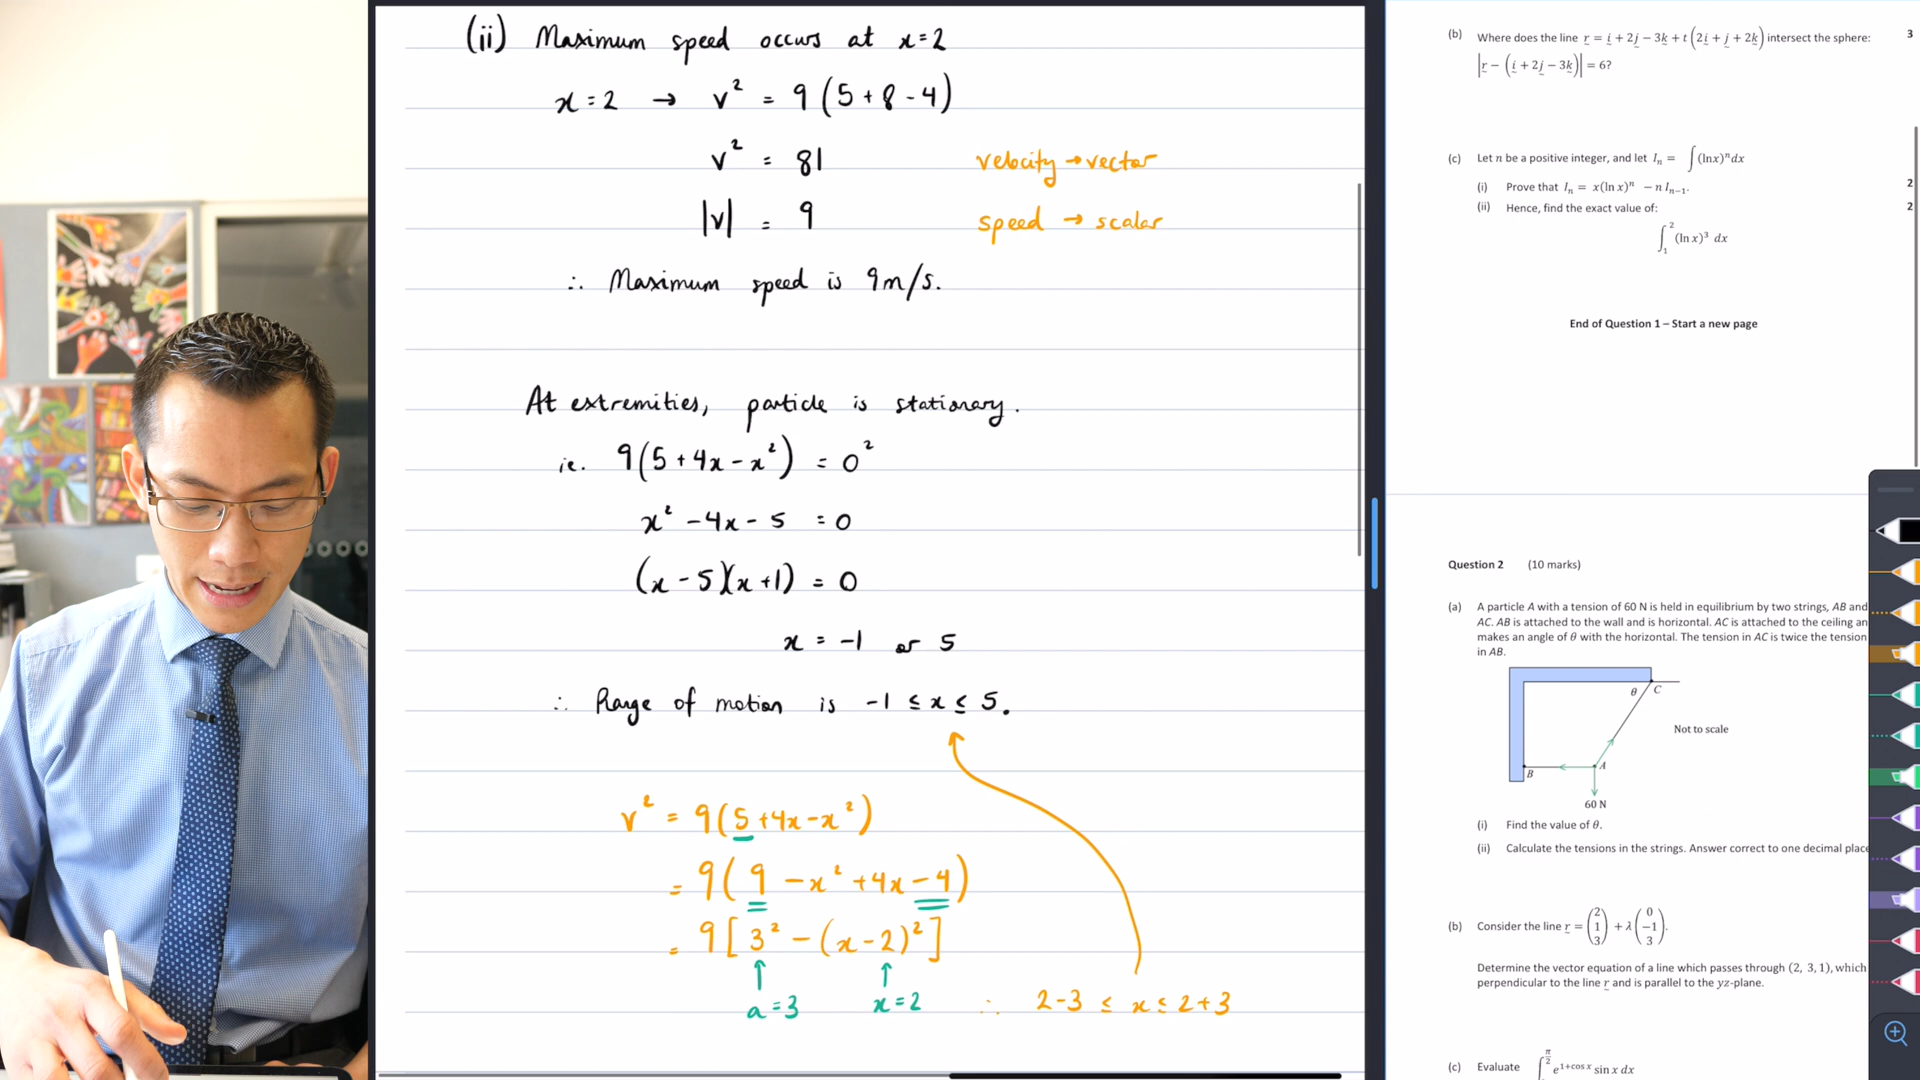 (ii) Maximum speed occurs at x=2
x=2 → v² = 9(5+8-4)
v² = 81
velocity → vector
|v| = 9
speed → scalar
∴ Maximum speed is 9m/s.
At extremities, particle is stationary.
ie. 9(5+4x-x²) = 0²
x²-4x-5 = 0
(x-5)(x+1) = 0
x = -1 or 5
∴ Range of motion is -1 ≤ x ≤ 5.
v² = 9(5+4x-x²)
= 9(9-x²+4x-4)
= 9[3²-(x-2)²]
↑ ↑
a=3 x=2 ∴ 2-3 ≤ x ≤ 2+3
(b) Where does the line r = i + 2j − 3k + t(2i + j + 2k) intersect the sphere: 3
|r − (i + 2j − 3k)| = 6?
(c) Let n be a positive integer, and let Iₙ = ∫(lnx)ⁿdx
(i) Prove that Iₙ = x(ln x)ⁿ − n Iₙ₋₁. 2
(ii) Hence, find the exact value of: 2
∫₁² (ln x)³ dx
End of Question 1 – Start a new page
Question 2 (10 marks)
(a) A particle A with a tension of 60 N is held in equilibrium by two strings, AB and
AC. AB is attached to the wall and is horizontal. AC is attached to the ceiling an
makes an angle of θ with the horizontal. The tension in AC is twice the tension
in AB.
θ C
Not to scale
B A
60 N
(i) Find the value of θ.
(ii) Calculate the tensions in the strings. Answer correct to one decimal place
(b) Consider the line r = (2 1 3) + λ(0 −1 3).
Determine the vector equation of a line which passes through (2, 3, 1), which
perpendicular to the line r and is parallel to the yz-plane.
(c) Evaluate ∫ π/2 e^(1+cos x) sin x dx